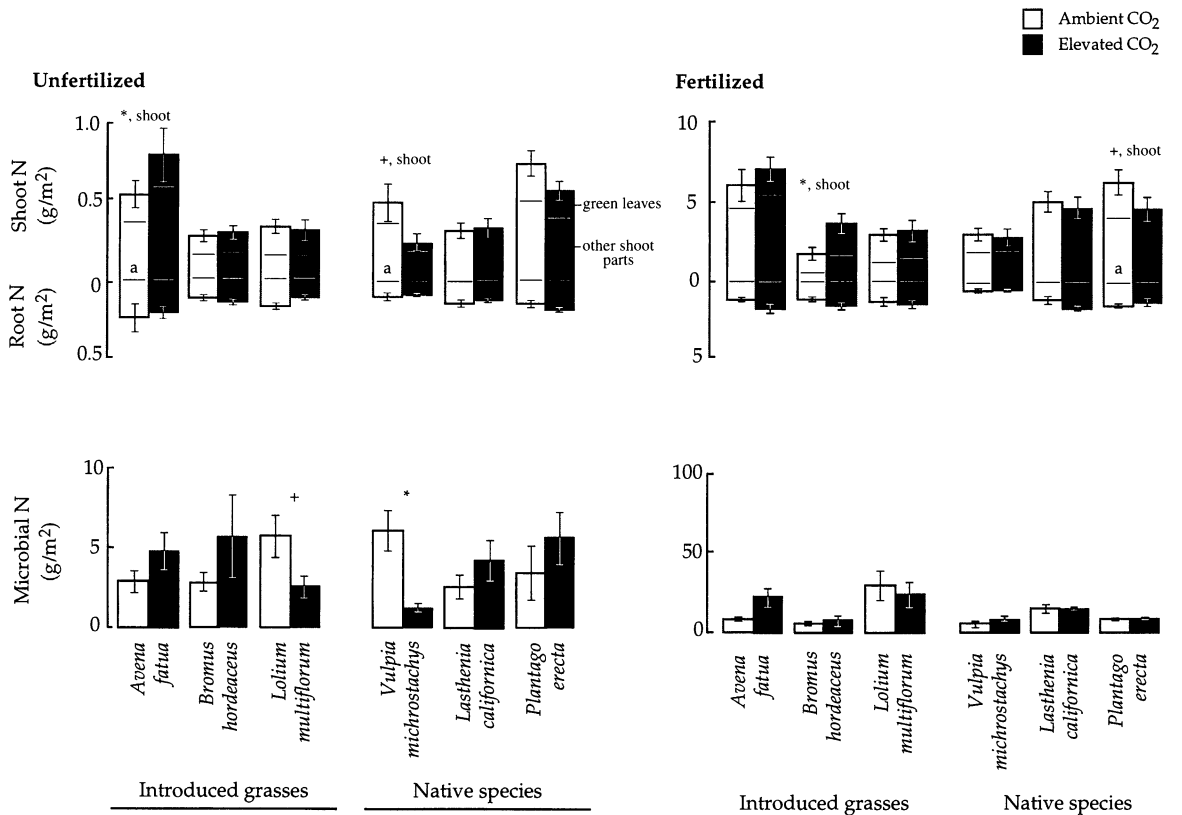 Ambient CO2
Elevated CO2
Unfertilized
Fertilized
Shoot N
(g/m2)
Root N
(g/m2)
1.0
0.5
0
0.5
*, shoot
a
+, shoot
a
green leaves
other shoot
parts
10
5
0
5
*, shoot
+, shoot
a
Microbial N
(g/m2)
10
5
0
+
*
100
50
0
Avena
fatua
Bromus
hordeaceus
Lolium
multiflorum
Vulpia
michrostachys
Lasthenia
californica
Plantago
erecta
Avena
fatua
Bromus
hordeaceus
Lolium
multiflorum
Vulpia
michrostachys
Lasthenia
californica
Plantago
erecta
Introduced grasses
Native species
Introduced grasses
Native species